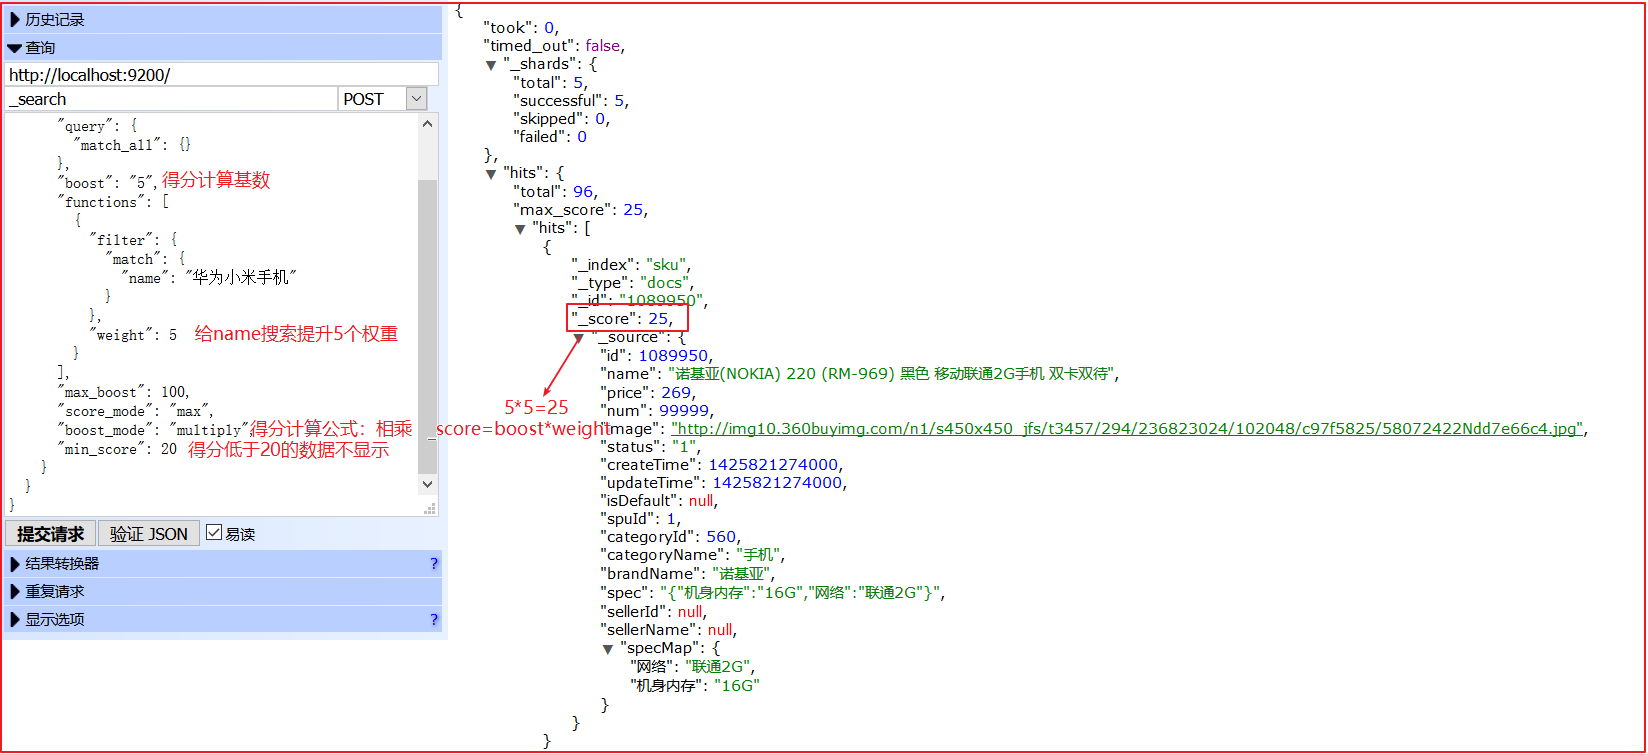 历史记录
查询
http://localhost:9200/
_search POST
"query": {
"match_all": {}
},
"boost": "5", 得分计算基数
"functions": [
{
"filter": {
"match": {
"name": "华为小米手机"
}
},
"weight": 5 给name搜索提升5个权重
}
],
"max_boost": 100,
"score_mode": "max",
"boost_mode": "multiply", 得分计算公式：相乘 _score=boost*weight
"min_score": 20 得分低于20的数据不显示
}
}
}
提交请求 验证 JSON 易读
结果转换器 ?
重复请求
显示选项 ?
{
"took": 0,
"timed_out": false,
"_shards": {
"total": 5,
"successful": 5,
"skipped": 0,
"failed": 0
},
"hits": {
"total": 96,
"max_score": 25,
"hits": [
{
"_index": "sku",
"_type": "docs",
"_id": "1089950",
"_score": 25,
"_source": {
"id": 1089950,
"name": "诺基亚(NOKIA) 220 (RM-969) 黑色 移动联通2G手机 双卡双待",
"price": 269,
5*5=25
"num": 99999,
"image": "http://img10.360buyimg.com/n1/s450x450_jfs/t3457/294/236823024/102048/c97f5825/58072422Ndd7e66c4.jpg",
"status": "1",
"createTime": 1425821274000,
"updateTime": 1425821274000,
"isDefault": null,
"spuId": 1,
"categoryId": 560,
"categoryName": "手机",
"brandName": "诺基亚",
"spec": "{"机身内存":"16G","网络":"联通2G"}",
"sellerId": null,
"sellerName": null,
"specMap": {
"网络": "联通2G",
"机身内存": "16G"
}
}
}